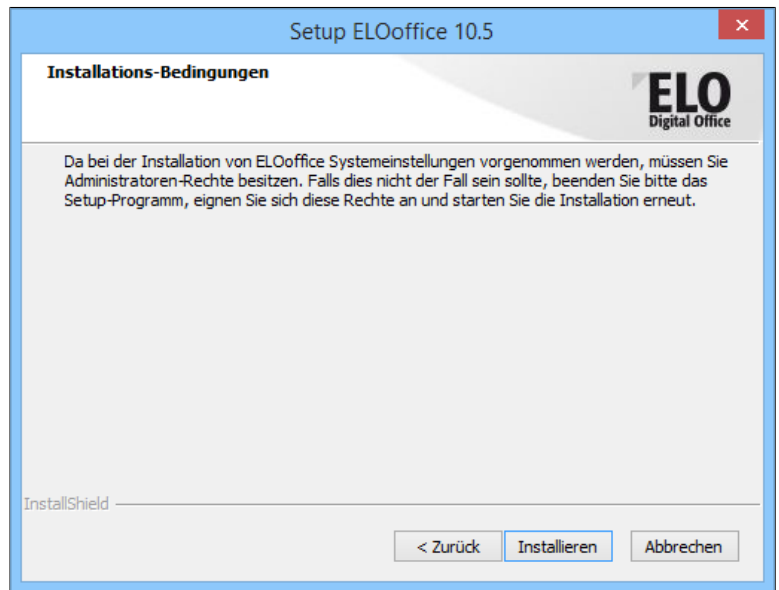 Setup ELOoffice 10.5
Installations-Bedingungen
ELO
Digital Office
Da bei der Installation von ELOoffice Systemeinstellungen vorgenommen werden, müssen Sie
Administratoren-Rechte besitzen. Falls dies nicht der Fall sein sollte, beenden Sie bitte das
Setup-Programm, eignen Sie sich diese Rechte an und starten Sie die Installation erneut.
InstallShield
< Zurück Installieren Abbrechen